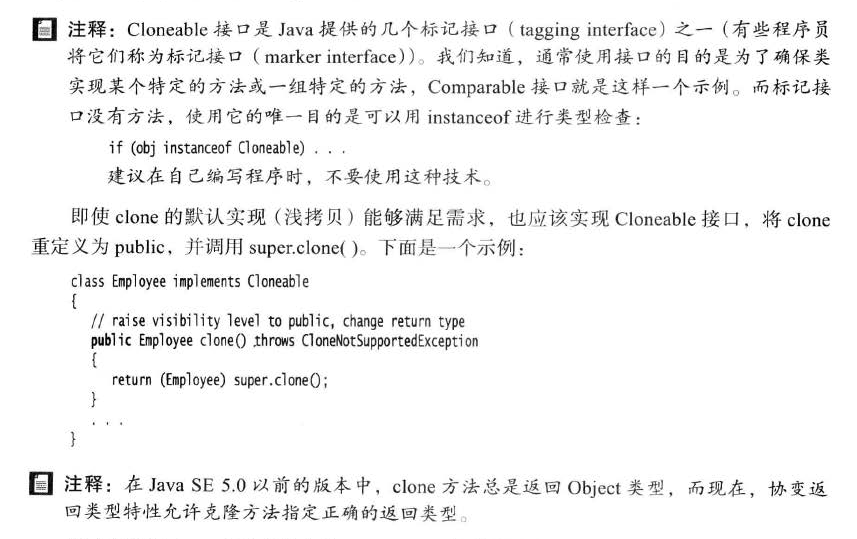 注释：Cloneable 接口是 Java 提供的几个标记接口（tagging interface）之一（有些程序员
将它们称为标记接口（marker interface））。我们知道，通常使用接口的目的是为了确保类
实现某个特定的方法或一组特定的方法，Comparable 接口就是这样一个示例。而标记接
口没有方法，使用它的唯一目的是可以用 instanceof 进行类型检查：
if (obj instanceof Cloneable) . . .
建议在自己编写程序时，不要使用这种技术。
即使 clone 的默认实现（浅拷贝）能够满足需求，也应该实现 Cloneable 接口，将 clone
重定义为 public，并调用 super.clone( )。下面是一个示例：
class Employee implements Cloneable
{
// raise visibility level to public, change return type
public Employee clone() throws CloneNotSupportedException
{
return (Employee) super.clone();
}
. . .
}
注释：在 Java SE 5.0 以前的版本中，clone 方法总是返回 Object 类型，而现在，协变返
回类型特性允许克隆方法指定正确的返回类型。